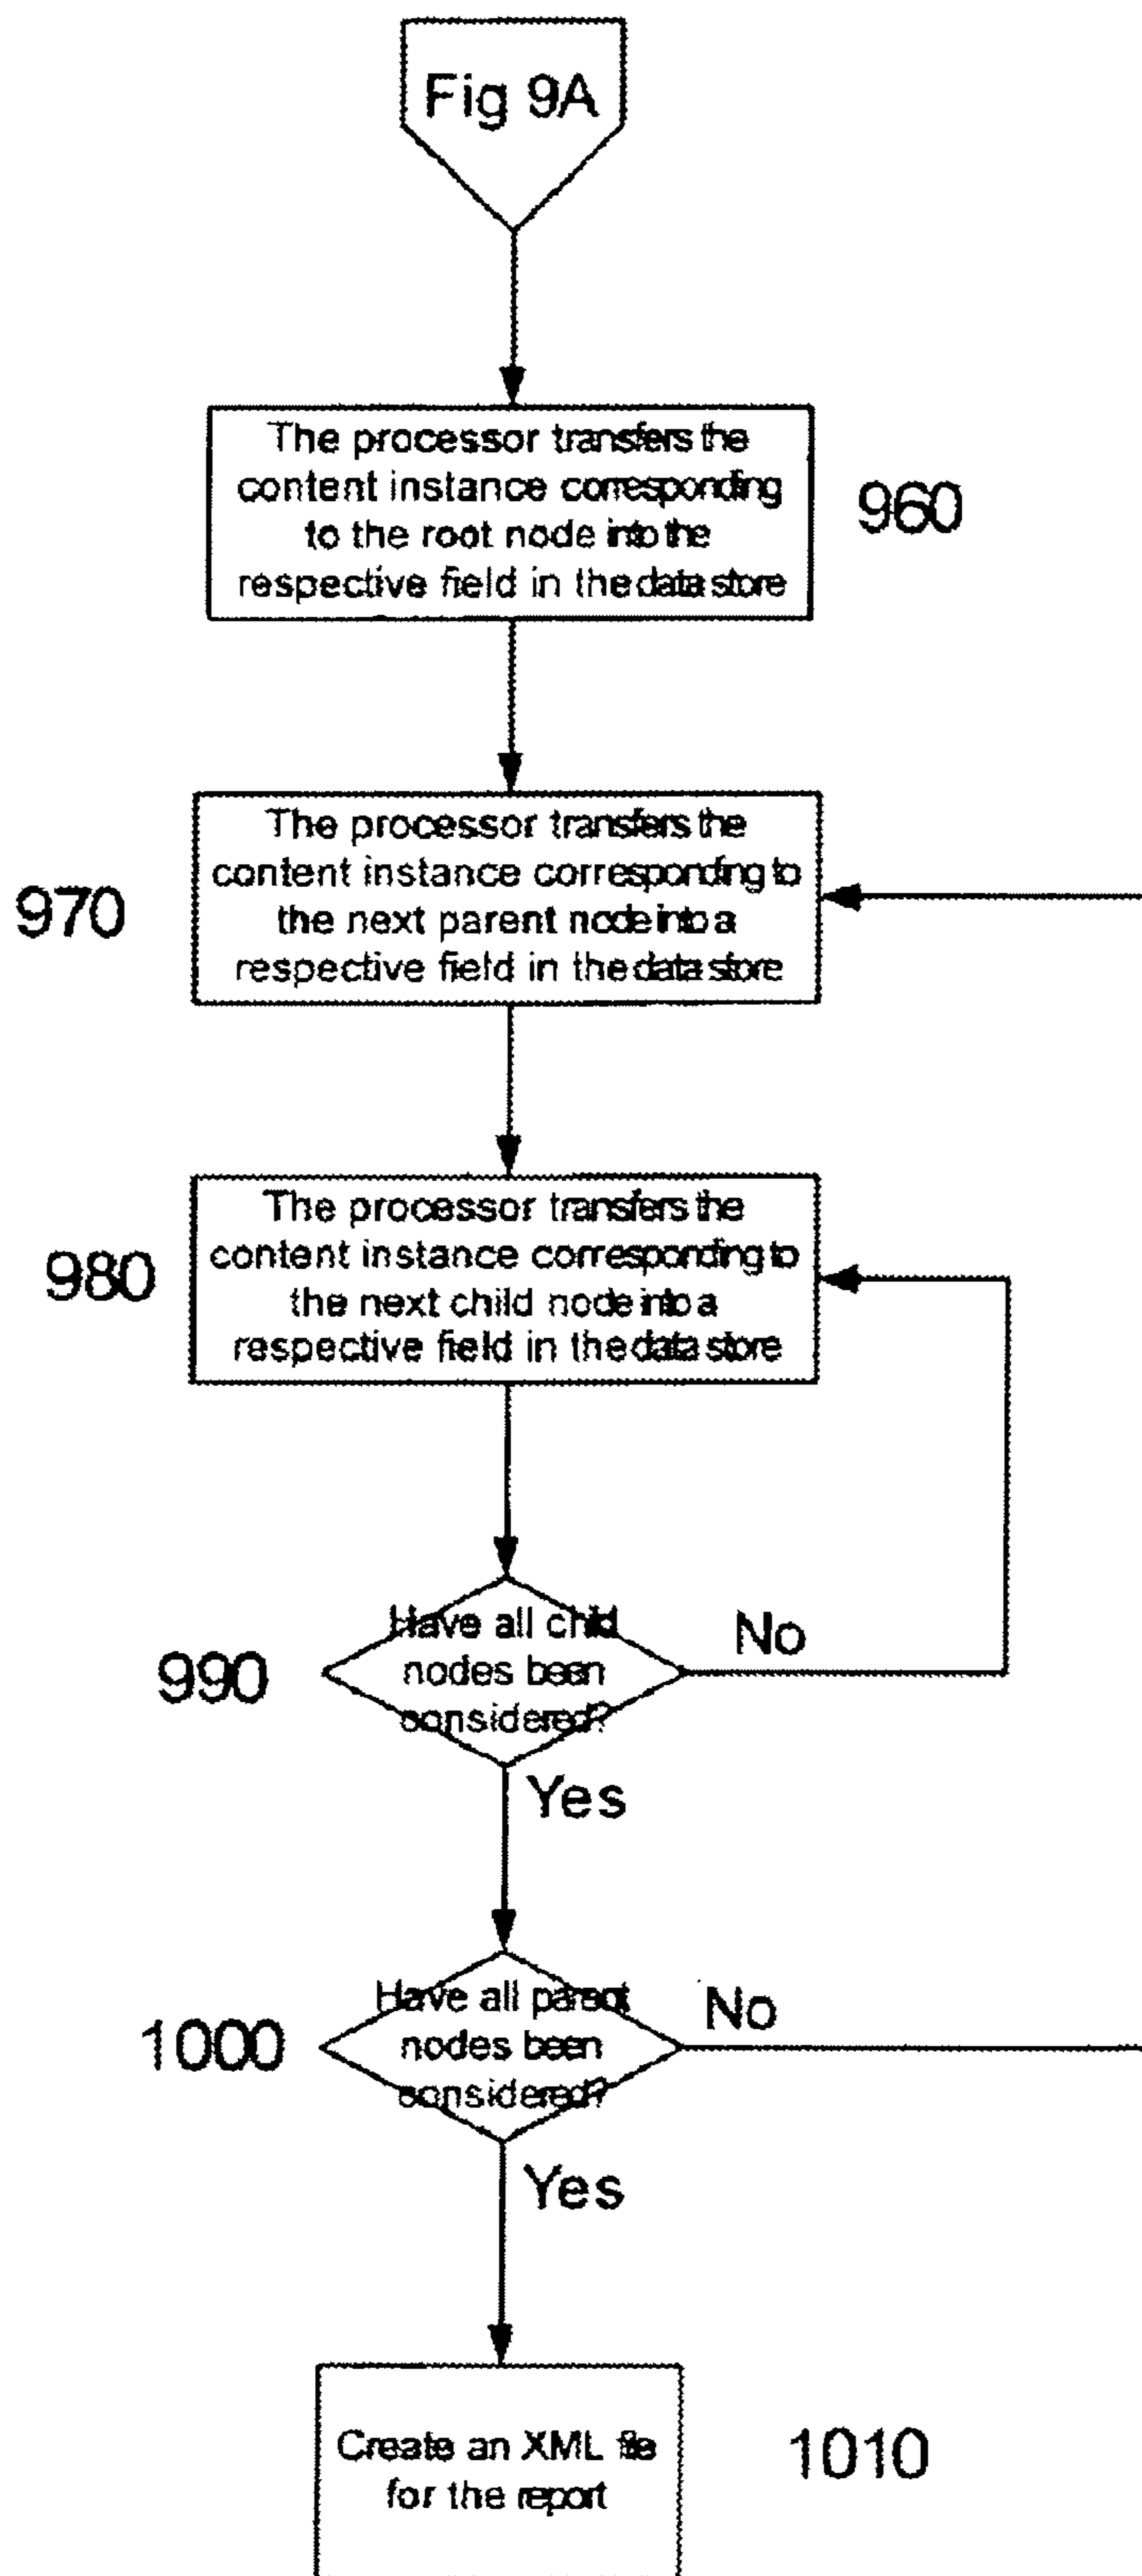 Fig 9A
The processor transfers the
content instance corresponding
to the root node into the
respective field in the data store
960
The processor transfers the
content instance corresponding to
the next parent node into a
respective field in the data store
970
The processor transfers the
content instance corresponding to
the next child node into a
respective field in the data store
980
Have all child
nodes been
considered?
990
No
Yes
Have all parent
nodes been
considered?
1000
No
Yes
Create an XML file
for the report
1010